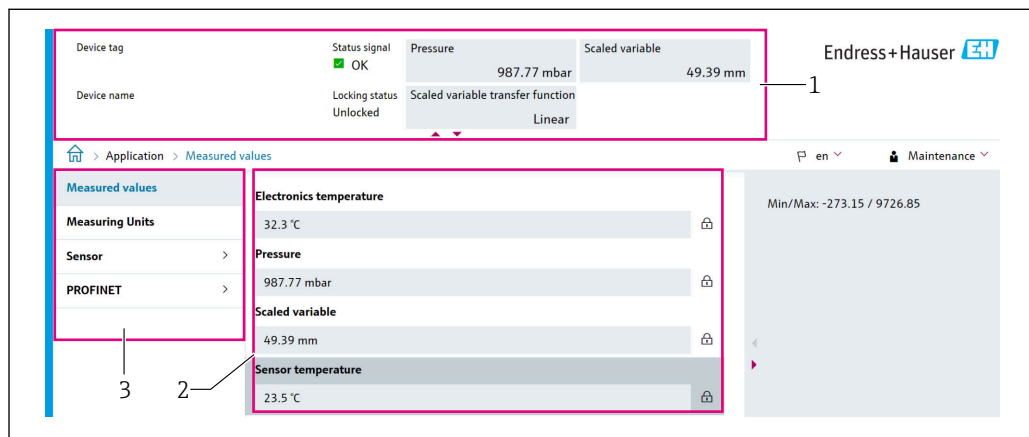 Device tag
Status signal
OK
Pressure
987.77 mbar
Scaled variable
49.39 mm
Endress+Hauser EH
1
Device name
Locking status
Unlocked
Scaled variable transfer function
Linear
> Application > Measured values
en
Maintenance
Measured values
Measuring Units
Sensor >
PROFINET >
Electronics temperature
32.3 °C
Pressure
987.77 mbar
Scaled variable
49.39 mm
Sensor temperature
23.5 °C
Min/Max: -273.15 / 9726.85
3
2